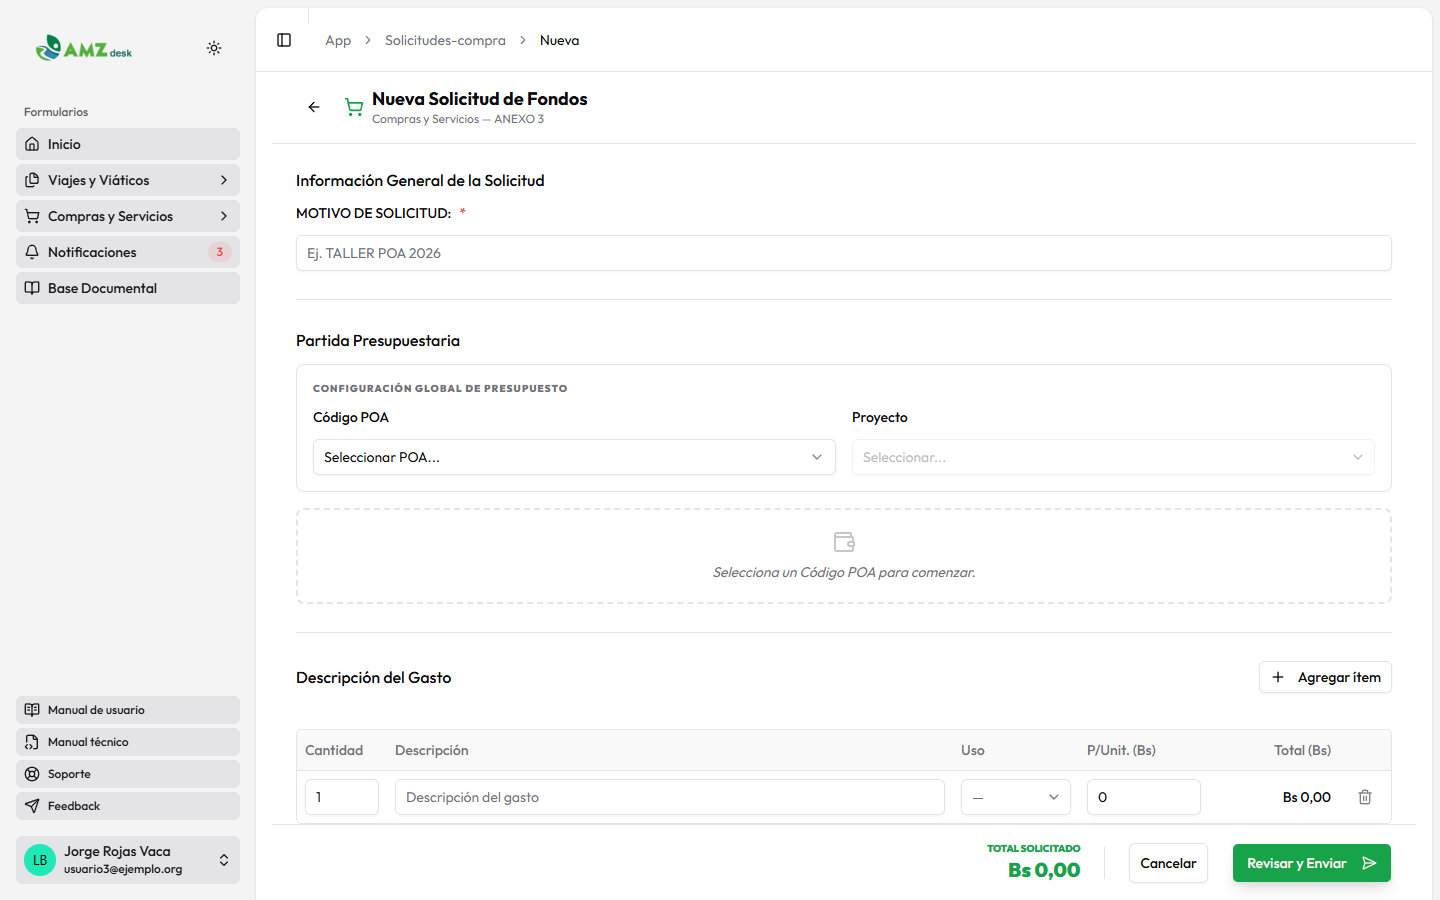 AMZ desk
Formularios
Inicio
Viajes y Viáticos
Compras y Servicios
Notificaciones 3
Base Documental
Manual de usuario
Manual técnico
Soporte
Feedback
LB
Jorge Rojas Vaca
usuario3@ejemplo.org
App > Solicitudes-compra > Nueva
Nueva Solicitud de Fondos
Compras y Servicios — ANEXO 3
Información General de la Solicitud
MOTIVO DE SOLICITUD: *
Ej. TALLER POA 2026
Partida Presupuestaria
CONFIGURACIÓN GLOBAL DE PRESUPUESTO
Código POA Proyecto
Seleccionar POA... Seleccionar...
Selecciona un Código POA para comenzar.
Descripción del Gasto
+ Agregar ítem
Cantidad Descripción Uso P/Unit. (Bs) Total (Bs)
1 Descripción del gasto — 0 Bs 0,00
TOTAL SOLICITADO
Bs 0,00
Cancelar
Revisar y Enviar